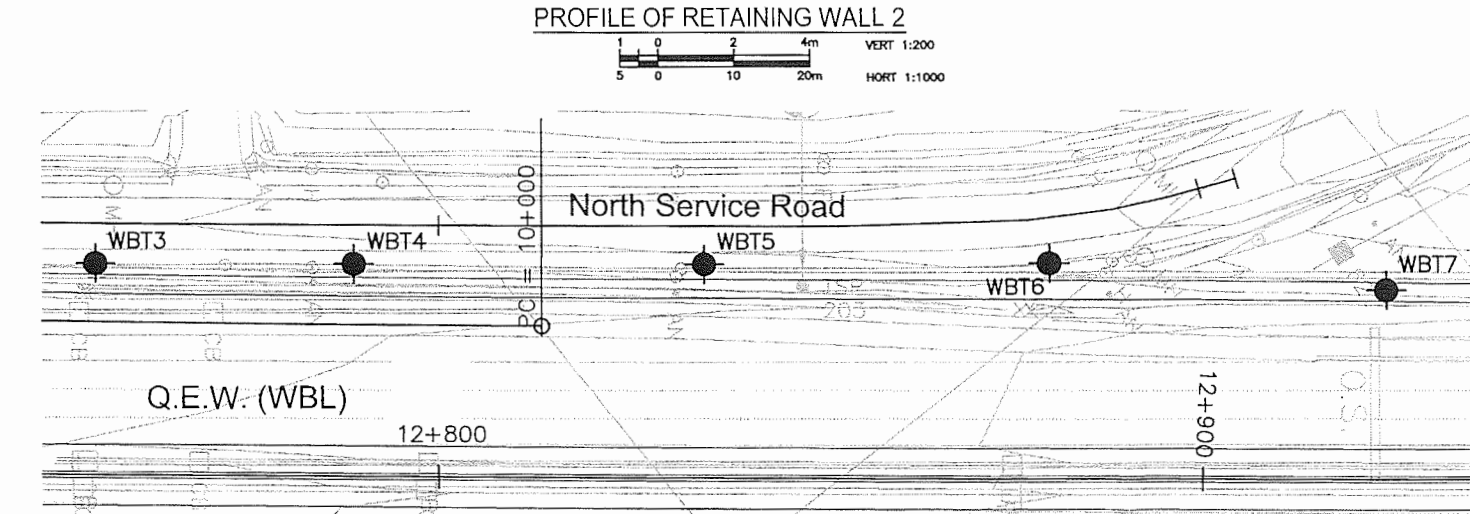 PROFILE OF RETAINING WALL 2
1 0 2 4m VERT 1:200
5 0 10 20m HORT 1:1000
PC = 10+000
North Service Road
WBT3
WBT4
WBT5
WBT6
WBT7
Q.E.W. (WBL)
12+800
12+900
O.S.